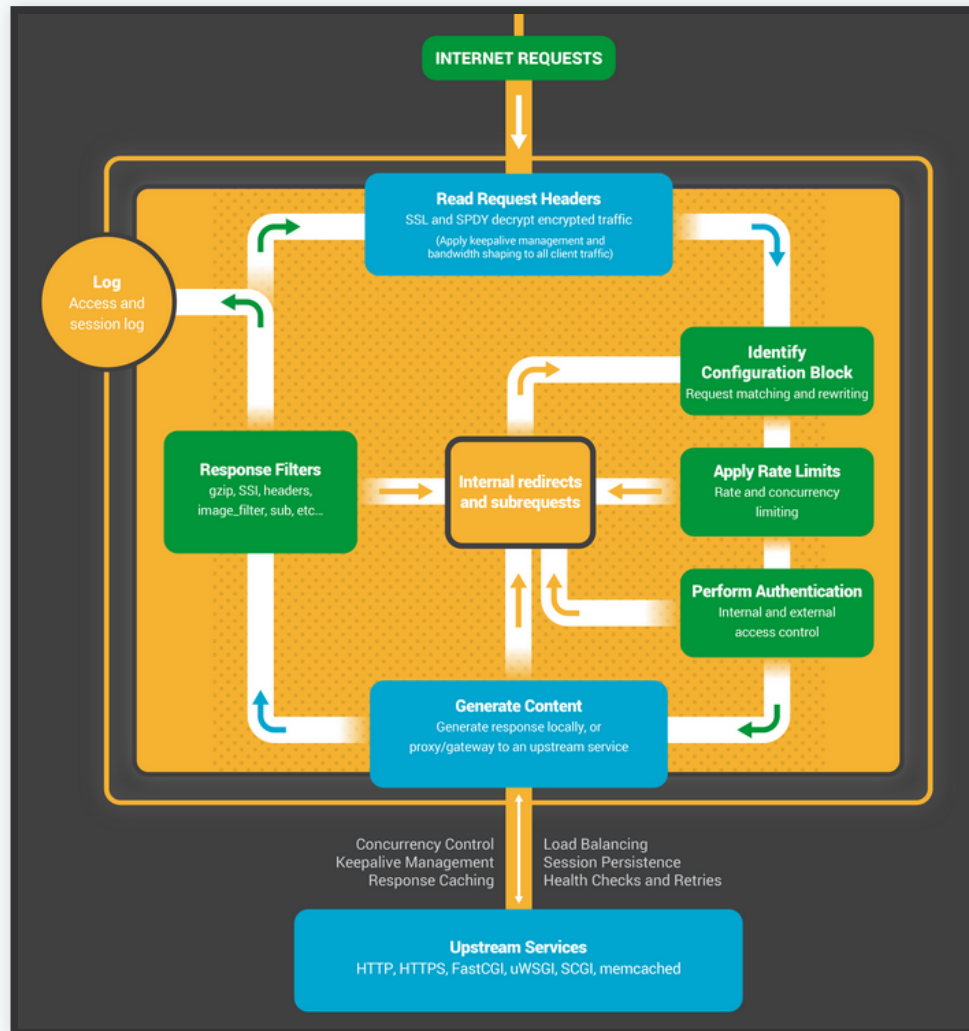 INTERNET REQUESTS
Read Request Headers
SSL and SPDY decrypt encrypted traffic
(Apply keepalive management and
bandwidth shaping to all client traffic)
Log
Access and
session log
Identify
Configuration Block
Request matching and rewriting
Response Filters
gzip, SSI, headers,
image_filter, sub, etc...
Internal redirects
and subrequests
Apply Rate Limits
Rate and concurrency
limiting
Perform Authentication
Internal and external
access control
Generate Content
Generate response locally, or
proxy/gateway to an upstream service
Concurrency Control
Keepalive Management
Response Caching
Load Balancing
Session Persistence
Health Checks and Retries
Upstream Services
HTTP, HTTPS, FastCGI, uWSGI, SCGI, memcached